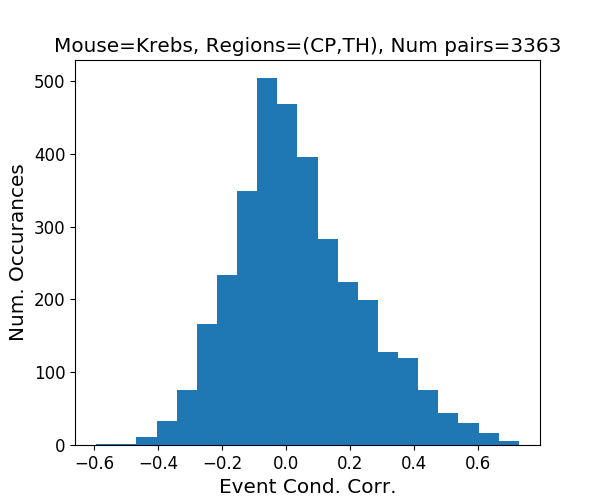 Mouse=Krebs, Regions=(CP,TH), Num pairs=3363
500
400
300
200
100
0
Num. Occurances
−0.6 −0.4 −0.2 0.0 0.2 0.4 0.6
Event Cond. Corr.